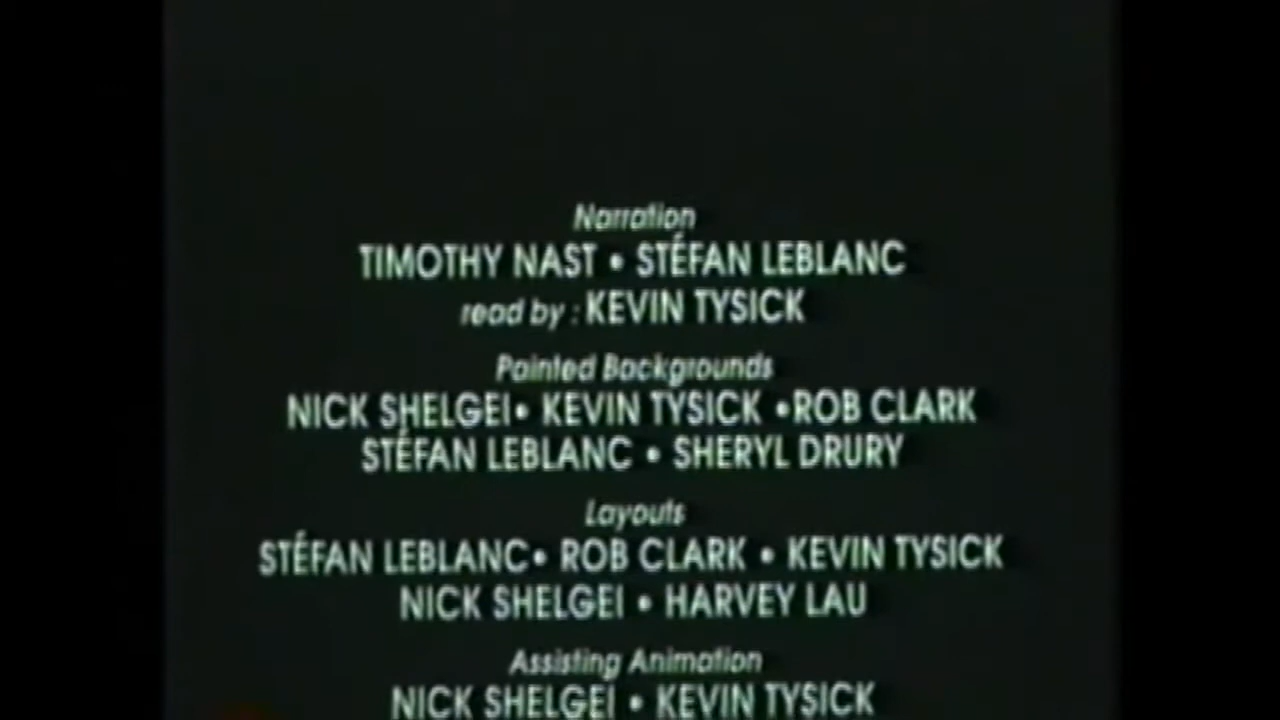 Narration
TIMOTHY NAST • STÉFAN LEBLANC
read by : KEVIN TYSICK
Painted Backgrounds
NICK SHELGEI• KEVIN TYSICK •ROB CLARK
STÉFAN LEBLANC • SHERYL DRURY
Layouts
STÉFAN LEBLANC• ROB CLARK • KEVIN TYSICK
NICK SHELGEI • HARVEY LAU
Assisting Animation
NICK SHELGEI • KEVIN TYSICK